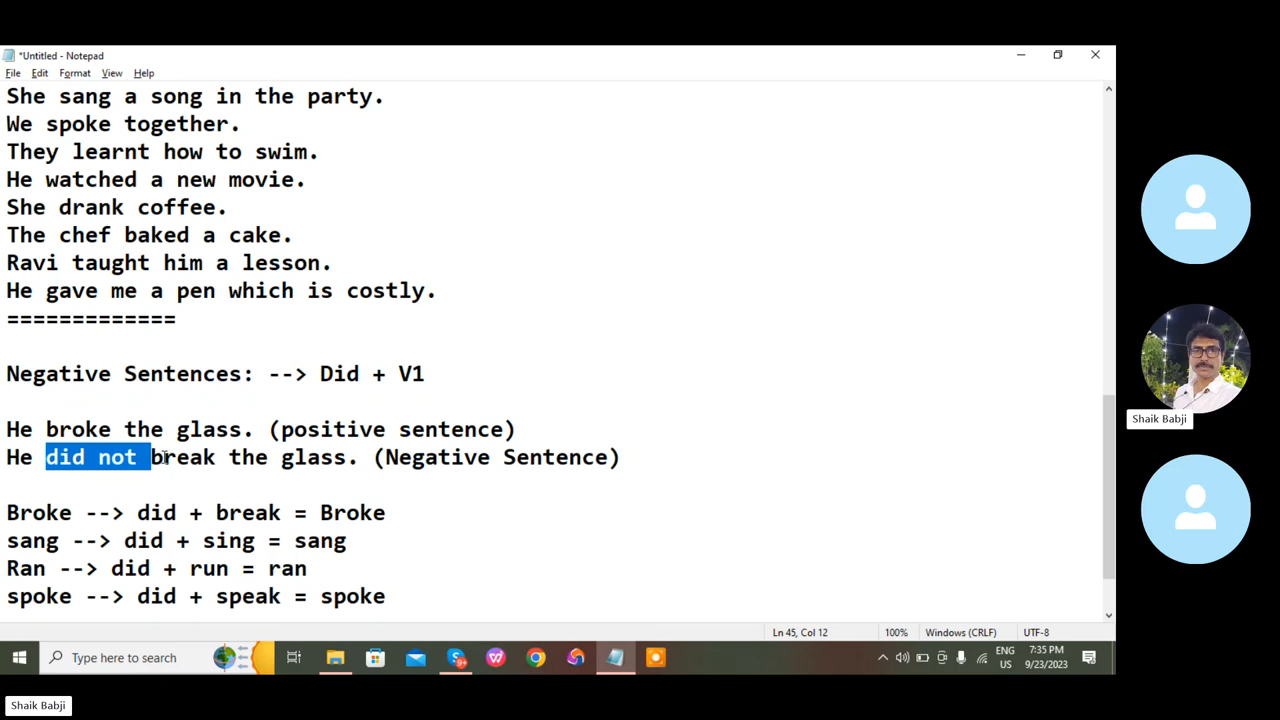 *Untitled - Notepad
File Edit Format View Help
She sang a song in the party.
We spoke together.
They learnt how to swim.
He watched a new movie.
She drank coffee.
The chef baked a cake.
Ravi taught him a lesson.
He gave me a pen which is costly.
=============
Negative Sentences: --> Did + V1
He broke the glass. (positive sentence)
He did not break the glass. (Negative Sentence)
Broke --> did + break = Broke
sang --> did + sing = sang
Ran --> did + run = ran
spoke --> did + speak = spoke
Ln 45, Col 12
100%
Windows (CRLF)
UTF-8
Type here to search
ENG
US
7:35 PM
9/23/2023
Shaik Babji
Shaik Babji